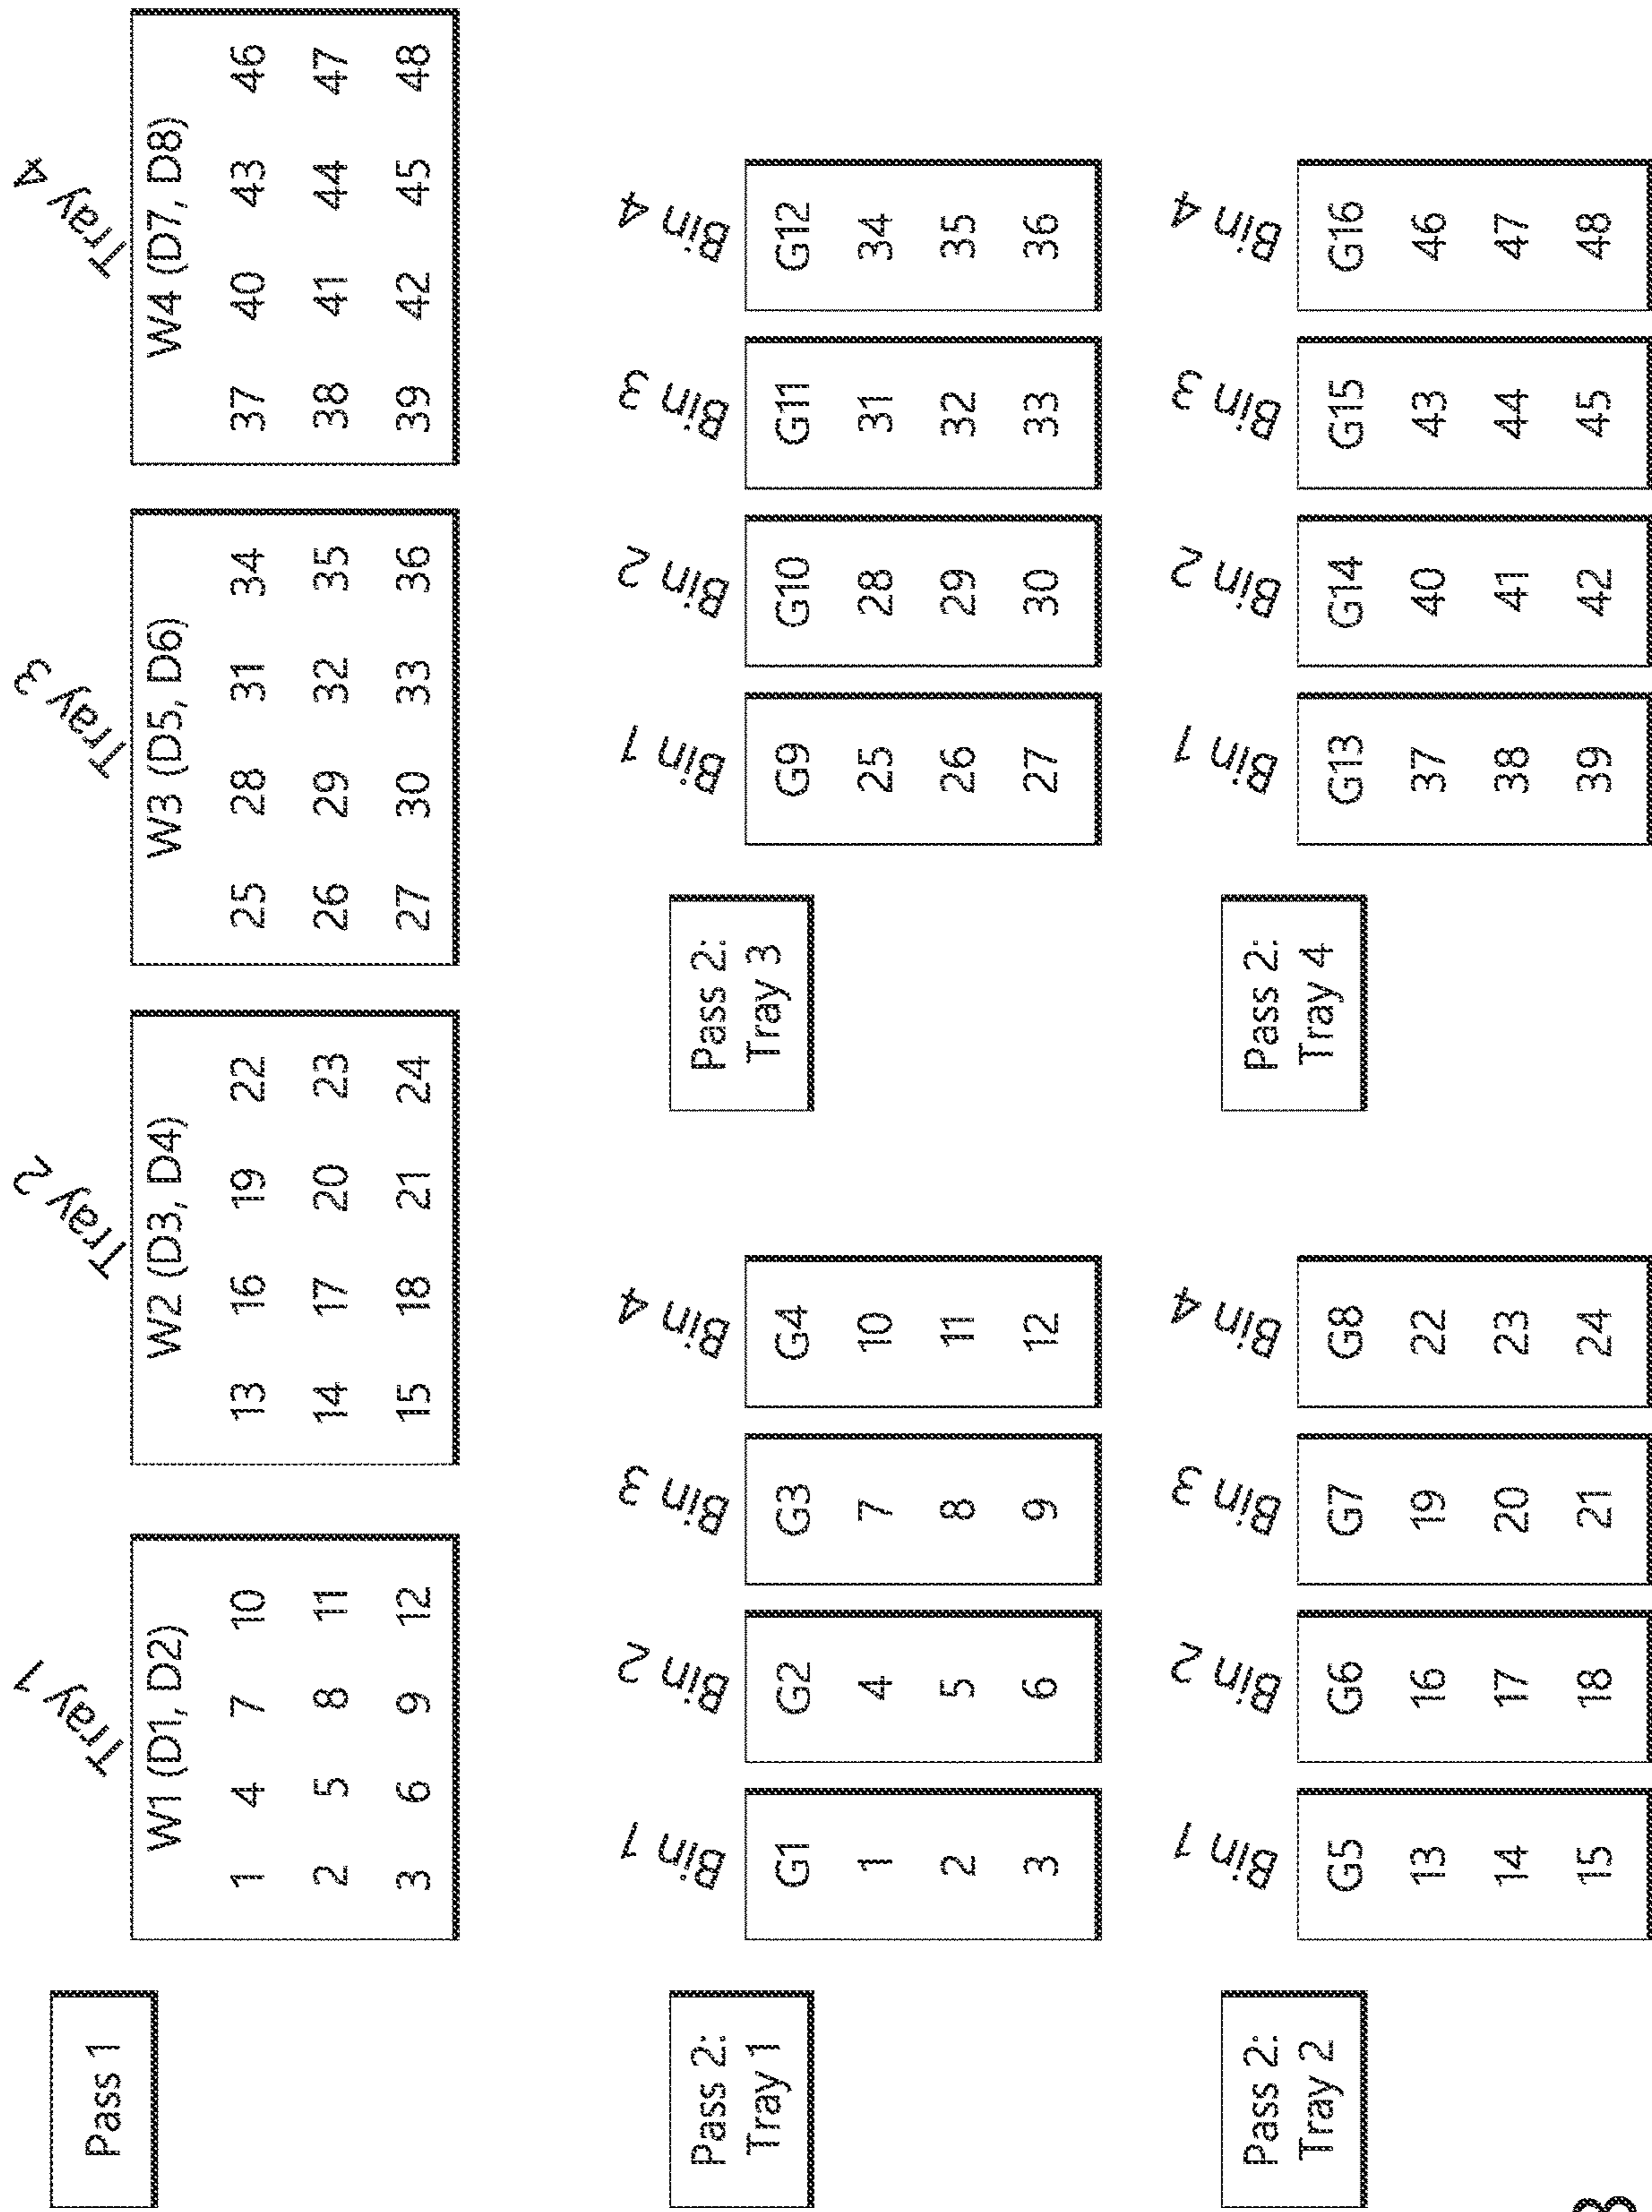 Pass 1
Tray 1
Tray 2
Tray 3
Tray 4
W1 (D1, D2)
1 4 7 10
2 5 8 11
3 6 9 12
W2 (D3, D4)
13 16 19 22
14 17 20 23
15 18 21 24
W3 (D5, D6)
25 28 31 34
26 29 32 35
27 30 33 36
W4 (D7, D8)
37 40 43 46
38 41 44 47
39 42 45 48
Pass 2:
Tray 1
Bin 1
Bin 2
Bin 3
Bin 4
G1
1
2
3
G2
4
5
6
G3
7
8
9
G4
10
11
12
Pass 2:
Tray 3
Bin 1
Bin 2
Bin 3
Bin 4
G9
25
26
27
G10
28
29
30
G11
31
32
33
G12
34
35
36
Pass 2:
Tray 2
Bin 1
Bin 2
Bin 3
Bin 4
G5
13
14
15
G6
16
17
18
G7
19
20
21
G8
22
23
24
Pass 2:
Tray 4
Bin 1
Bin 2
Bin 3
Bin 4
G13
37
38
39
G14
40
41
42
G15
43
44
45
G16
46
47
48